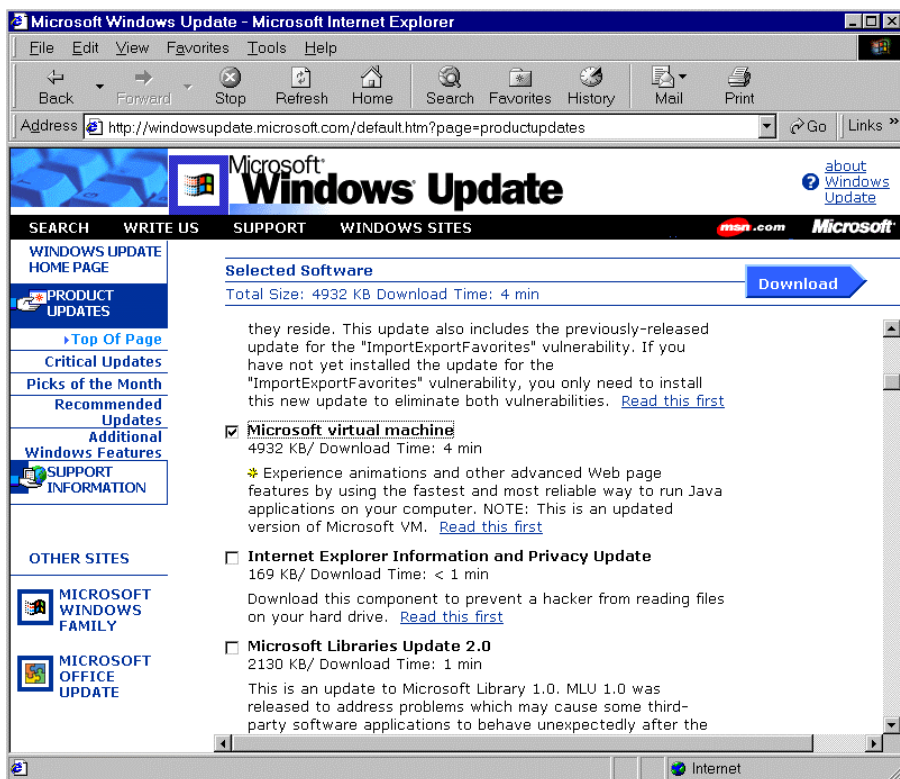 Microsoft Windows Update - Microsoft Internet Explorer
File Edit View Favorites Tools Help
Back Forward Stop Refresh Home Search Favorites History Mail Print
Address http://windowsupdate.microsoft.com/default.htm?page=productupdates Go Links »
Microsoft
Windows Update
about
Windows
Update
SEARCH WRITE US SUPPORT WINDOWS SITES msn.com Microsoft
WINDOWS UPDATE
HOME PAGE
PRODUCT
UPDATES
Top Of Page
Critical Updates
Picks of the Month
Recommended
Updates
Additional
Windows Features
SUPPORT
INFORMATION
OTHER SITES
MICROSOFT
WINDOWS
FAMILY
MICROSOFT
OFFICE
UPDATE
Selected Software
Total Size: 4932 KB Download Time: 4 min
Download
they reside. This update also includes the previously-released
update for the "ImportExportFavorites" vulnerability. If you
have not yet installed the update for the
"ImportExportFavorites" vulnerability, you only need to install
this new update to eliminate both vulnerabilities. Read this first
Microsoft virtual machine
4932 KB/ Download Time: 4 min
Experience animations and other advanced Web page
features by using the fastest and most reliable way to run Java
applications on your computer. NOTE: This is an updated
version of Microsoft VM. Read this first
Internet Explorer Information and Privacy Update
169 KB/ Download Time: < 1 min
Download this component to prevent a hacker from reading files
on your hard drive. Read this first
Microsoft Libraries Update 2.0
2130 KB/ Download Time: 1 min
This is an update to Microsoft Library 1.0. MLU 1.0 was
released to address problems which may cause some third-
party software applications to behave unexpectedly after the
Internet